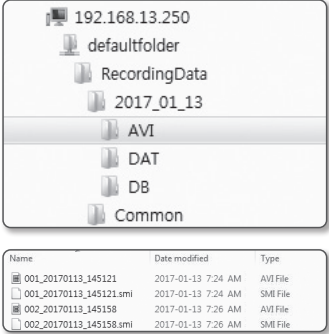 192.168.13.250
defaultfolder
RecordingData
2017_01_13
AVI
DAT
DB
Common
Name Date modified Type
001_20170113_145121 2017-01-13 7:24 AM AVI File
001_20170113_145121.smi 2017-01-13 7:24 AM SMI File
002_20170113_145158 2017-01-13 7:26 AM AVI File
002_20170113_145158.smi 2017-01-13 7:26 AM SMI File